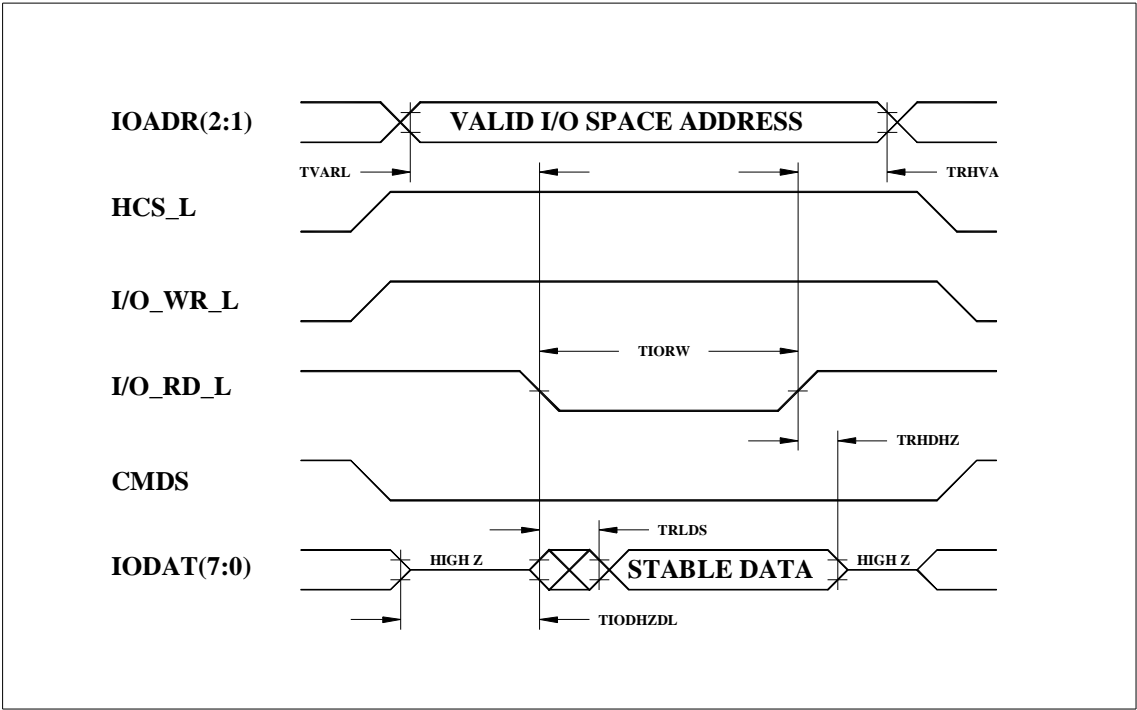 IOADR(2:1) VALID I/O SPACE ADDRESS
TVARL TRHVA
HCS_L
I/O_WR_L
TIORW
I/O_RD_L
TRHDHZ
CMDS
TRLDS
IODAT(7:0) HIGH Z STABLE DATA HIGH Z
TIODHZDL